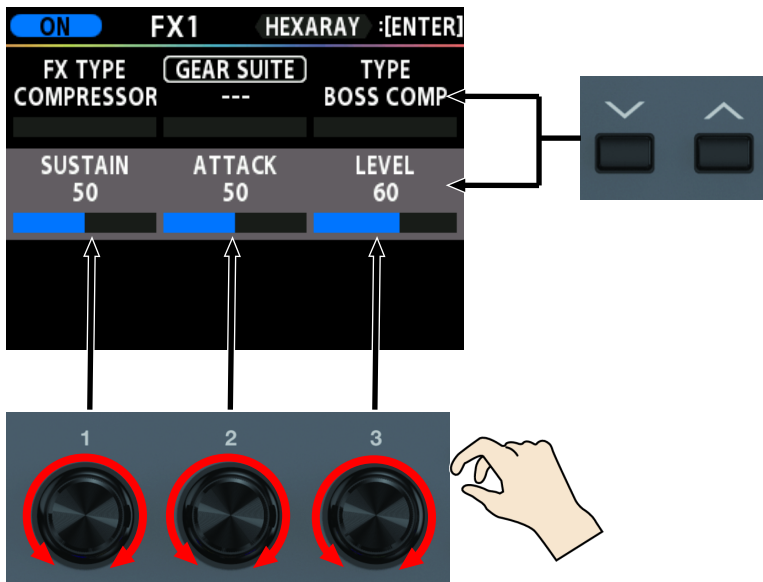 ON FX1 HEXARAY :[ENTER]
FX TYPE GEAR SUITE TYPE
COMPRESSOR --- BOSS COMP
SUSTAIN ATTACK LEVEL
50 50 60
1 2 3